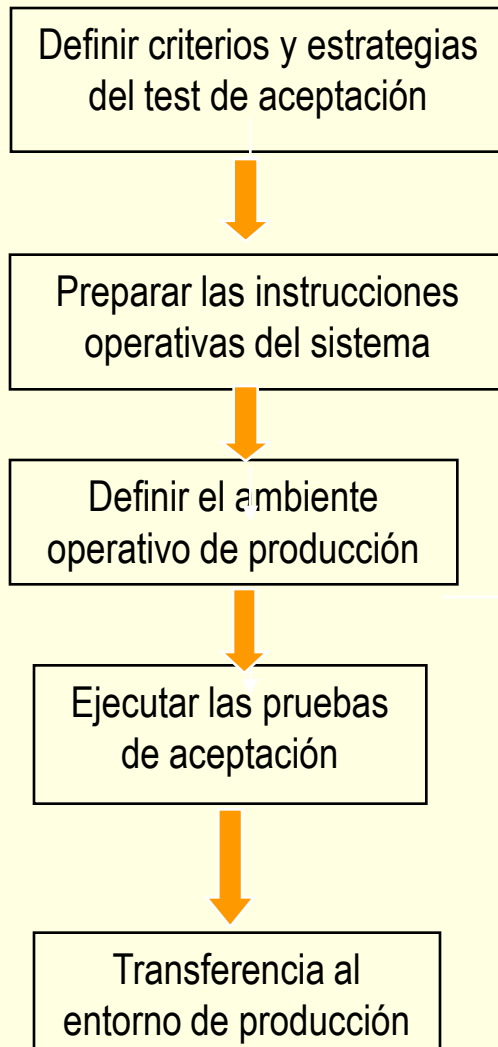 Definir criterios y estrategias
del test de aceptación
Preparar las instrucciones
operativas del sistema
Definir el ambiente
operativo de producción
Ejecutar las pruebas
de aceptación
Transferencia al
entorno de producción